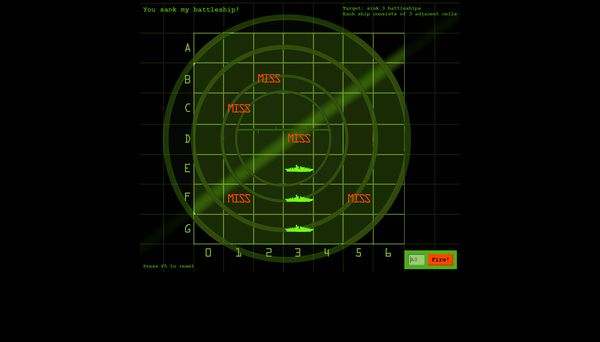 You sank my battleship!
Target: sink 3 battleships
Each ship consists of 3 adjacent cells
A
B MISS
C MISS
D MISS
E
F MISS MISS
G
0 1 2 3 4 5 6
Fire!
Press F5 to reset